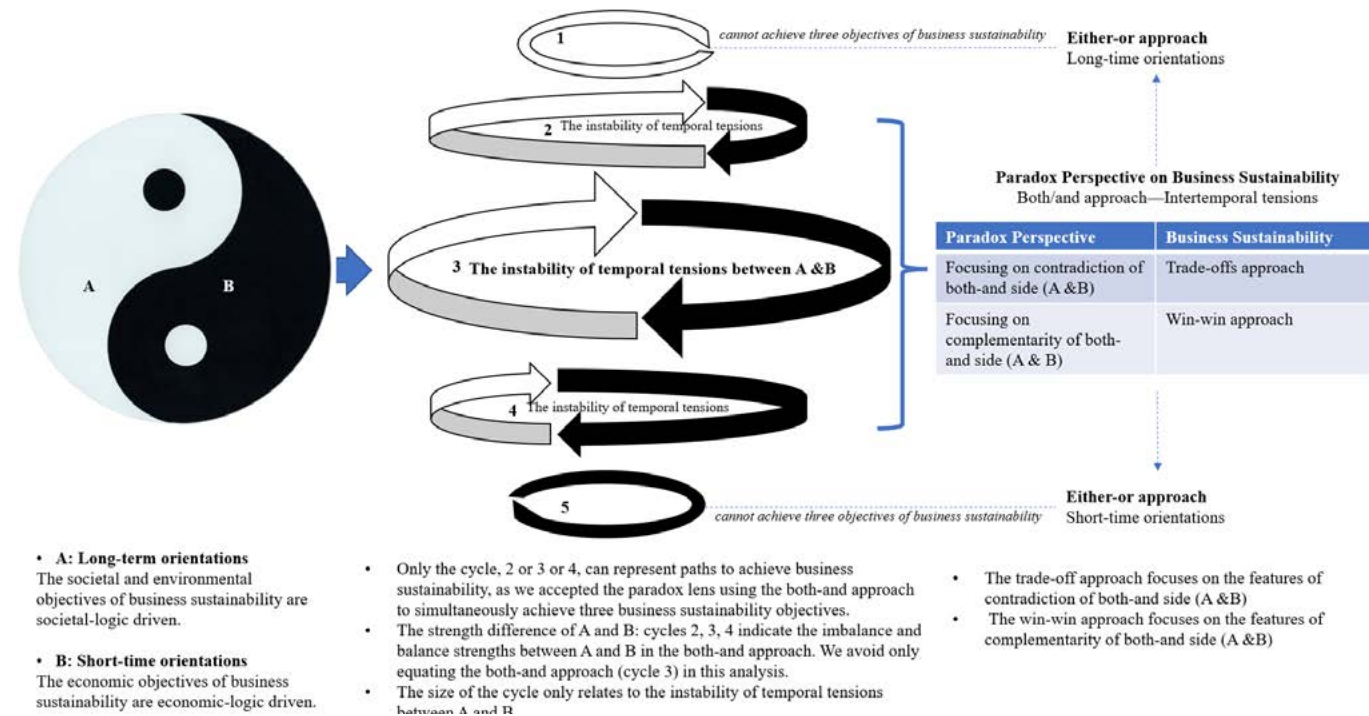 1
cannot achieve three objectives of business sustainability
Either-or approach
Long-time orientations
2 The instability of temporal tensions
A
B
3 The instability of temporal tensions between A &B
Paradox Perspective on Business Sustainability
Both/and approach—Intertemporal tensions
Paradox Perspective
Business Sustainability
Focusing on contradiction of
both-and side (A &B)
Trade-offs approach
Focusing on
complementarity of both-
and side (A & B)
Win-win approach
4 The instability of temporal tensions
5
cannot achieve three objectives of business sustainability
Either-or approach
Short-time orientations
• A: Long-term orientations
The societal and environmental
objectives of business sustainability are
societal-logic driven.
• B: Short-time orientations
The economic objectives of business
sustainability are economic-logic driven.
• Only the cycle, 2 or 3 or 4, can represent paths to achieve business
sustainability, as we accepted the paradox lens using the both-and approach
to simultaneously achieve three business sustainability objectives.
• The strength difference of A and B: cycles 2, 3, 4 indicate the imbalance and
balance strengths between A and B in the both-and approach. We avoid only
equating the both-and approach (cycle 3) in this analysis.
• The size of the cycle only relates to the instability of temporal tensions
between A and B
• The trade-off approach focuses on the features of
contradiction of both-and side (A &B)
• The win-win approach focuses on the features of
complementarity of both-and side (A &B)